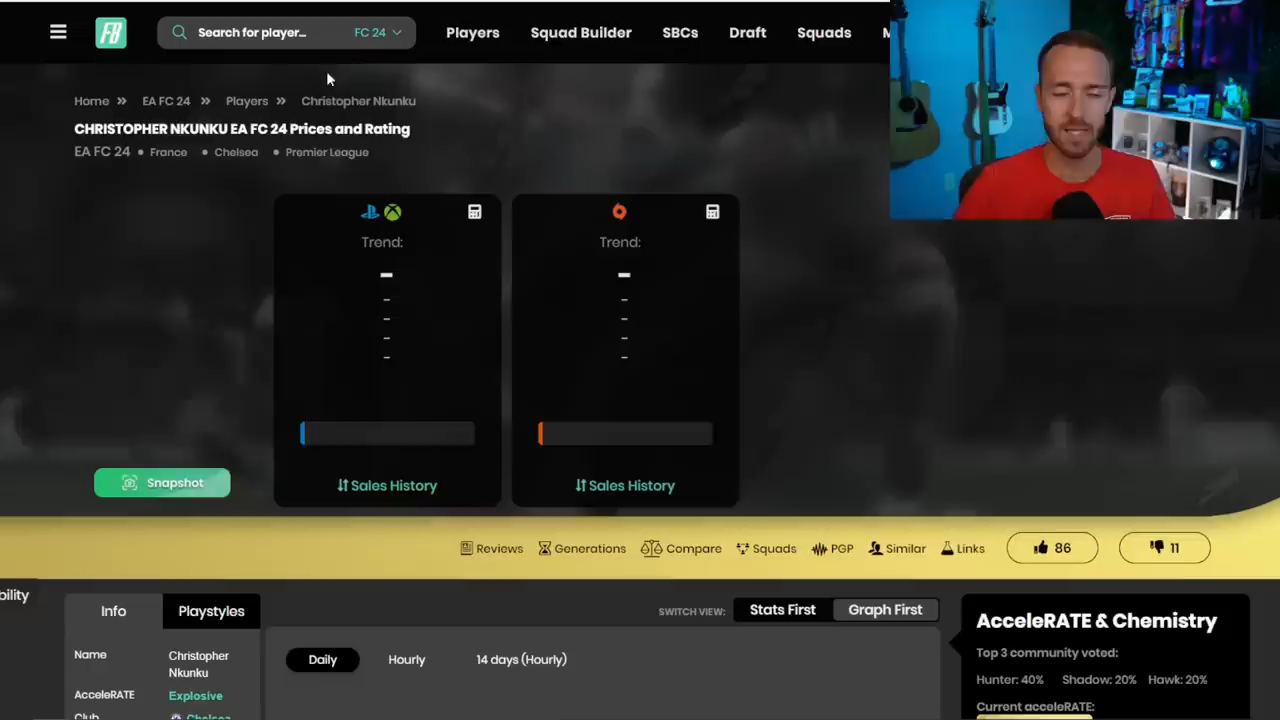 FB
Search for player...
FC 24
Players
Squad Builder
SBCs
Draft
Squads
M
Home » EA FC 24 » Players » Christopher Nkunku
CHRISTOPHER NKUNKU EA FC 24 Prices and Rating
EA FC 24 • France • Chelsea • Premier League
Trend:
Trend:
Sales History
Sales History
Snapshot
Reviews
Generations
Compare
Squads
PGP
Similar
Links
86
11
bility
Info
Playstyles
SWITCH VIEW:
Stats First
Graph First
Name
Christopher
Nkunku
AcceleRATE
Explosive
Club
Chelsea
Daily
Hourly
14 days (Hourly)
AcceleRATE & Chemistry
Top 3 community voted:
Hunter: 40%
Shadow: 20%
Hawk: 20%
Current acceleRATE: